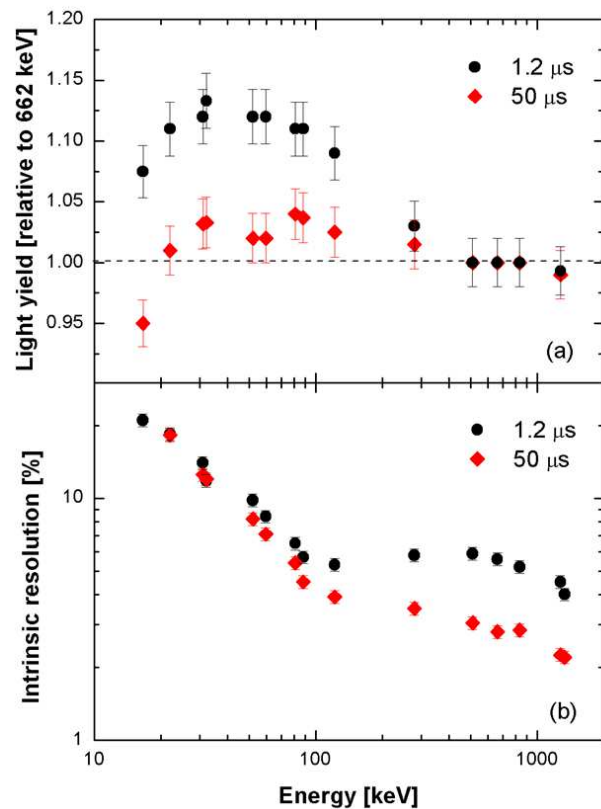 1.20
1.15
1.10
1.05
1.00
0.95
Light yield [relative to 662 keV]
1.2 μs
50 μs
(a)
10
1
Intrinsic resolution [%]
1.2 μs
50 μs
(b)
10
100
1000
Energy [keV]